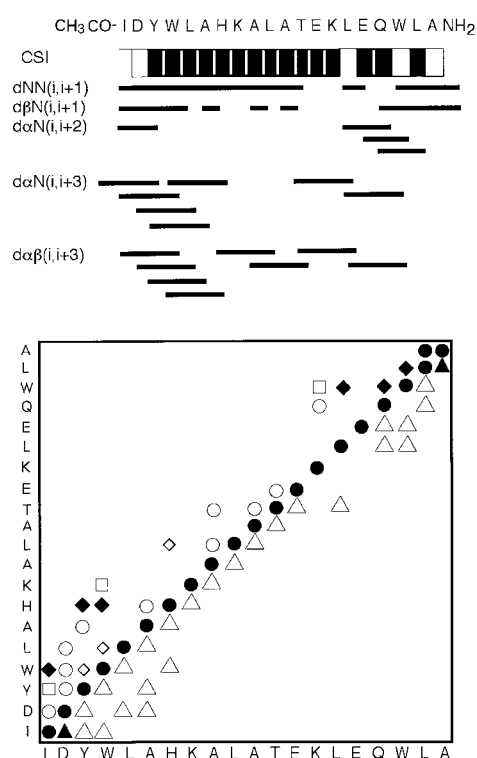 CH₃CO- I D Y W L A H K A L A T E K L E Q W L A NH₂
CSI
dNN(i,i+1)
dβN(i,i+1)
dαN(i,i+2)
dαN(i,i+3)
dαβ(i,i+3)
A
L
W
Q
E
L
K
E
T
A
L
A
K
H
A
L
W
Y
D
I
I D Y W L A H K A L A T E K L E Q W L A